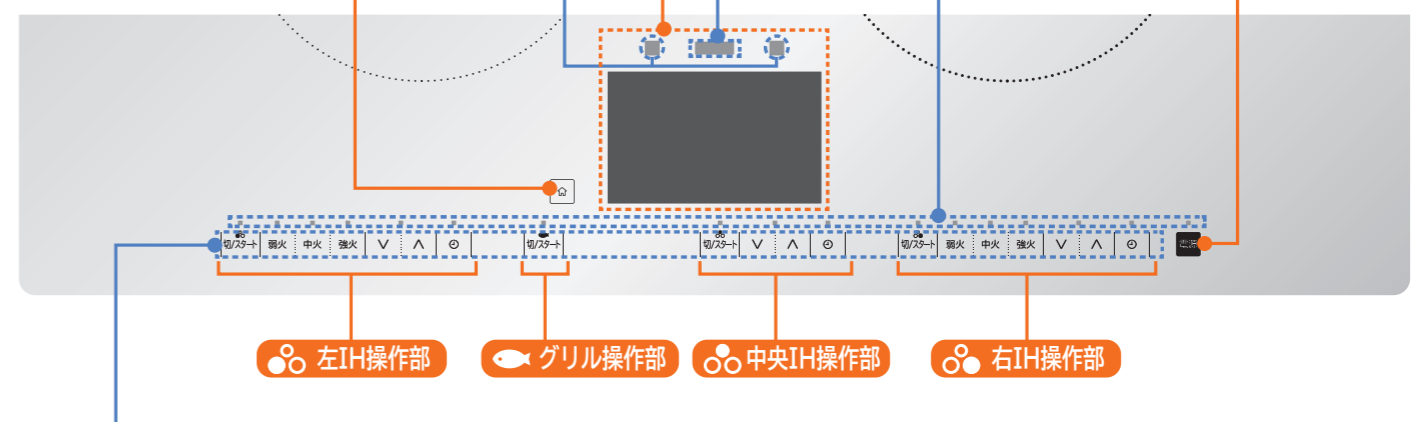 切/スタート 弱火 中火 強火 ∨ ∧
切/スタート
切/スタート ∨ ∧
切/スタート 弱火 中火 強火 ∨ ∧
左IH操作部
グリル操作部
中央IH操作部
右IH操作部